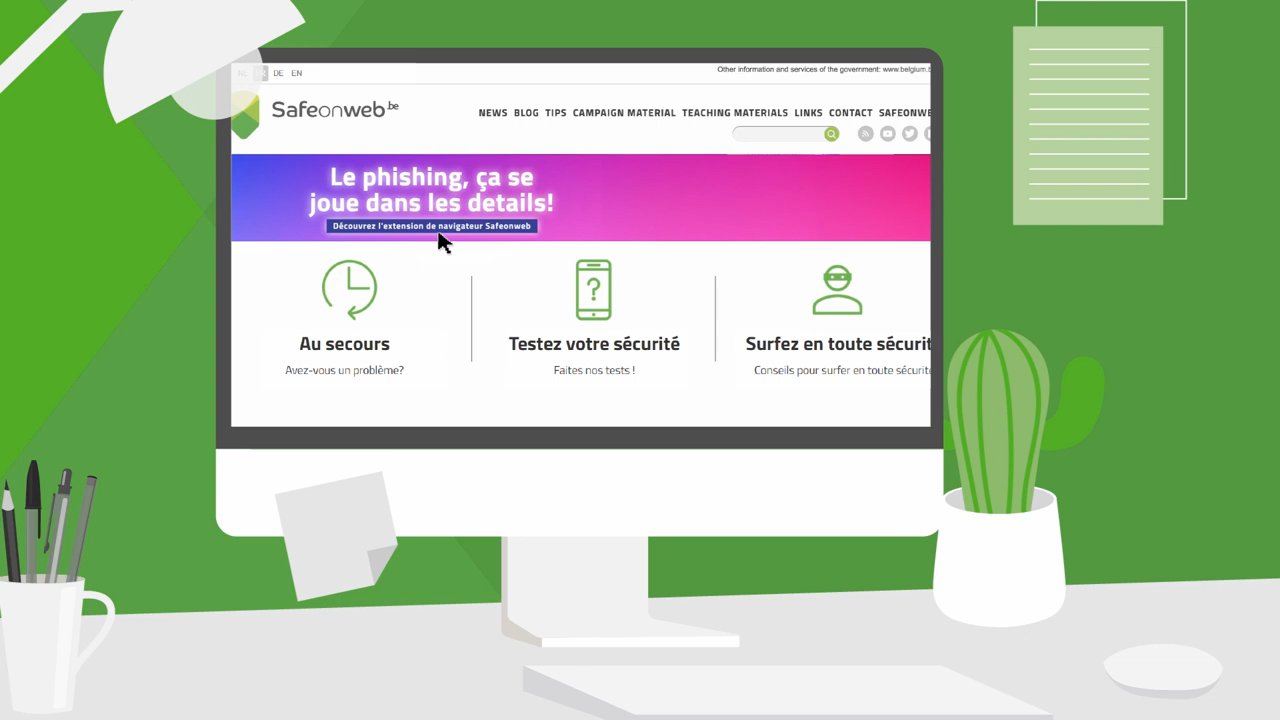 NL FR DE EN
Other information and services of the government: www.belgium.b
Safeonweb.be
NEWS BLOG TIPS CAMPAIGN MATERIAL TEACHING MATERIALS LINKS CONTACT SAFEONWE
Le phishing, ça se
joue dans les details!
Découvrez l'extension de navigateur Safeonweb
?
Au secours
Testez votre sécurité
Surfez en toute sécurit
Avez-vous un problème?
Faites nos tests !
Conseils pour surfer en toute sécurité